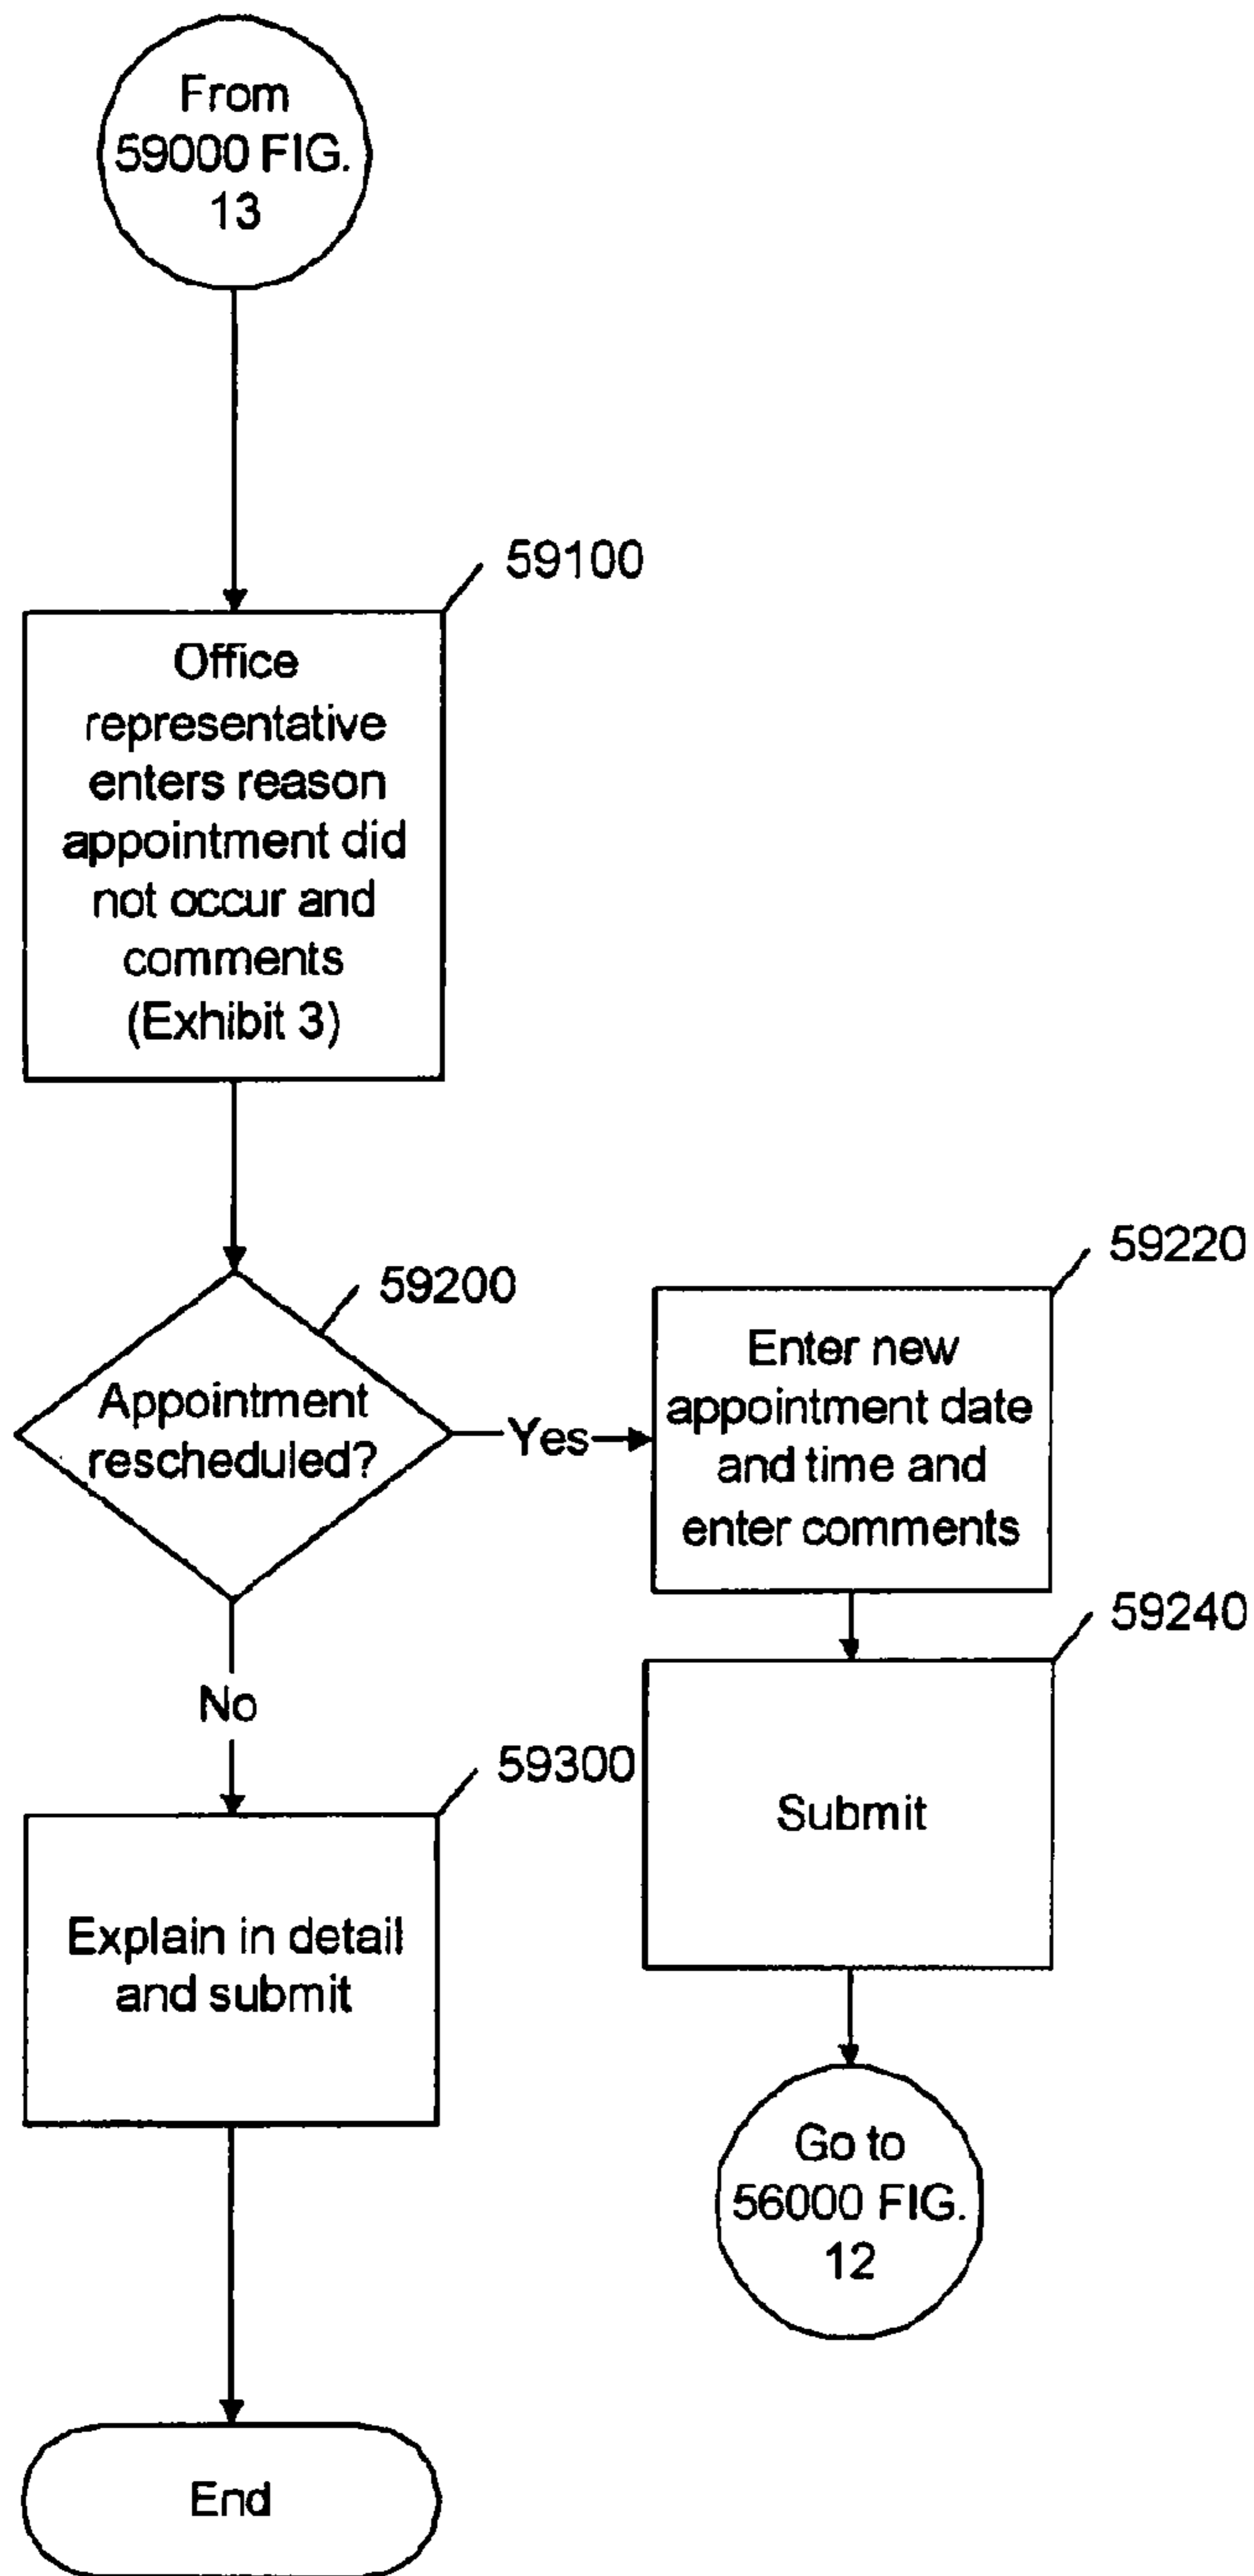 From
59000 FIG.
13
59100
Office
representative
enters reason
appointment did
not occur and
comments
(Exhibit 3)
59200
Appointment
rescheduled?
Yes
59220
Enter new
appointment date
and time and
enter comments
59240
Submit
Go to
56000 FIG.
12
No
59300
Explain in detail
and submit
End